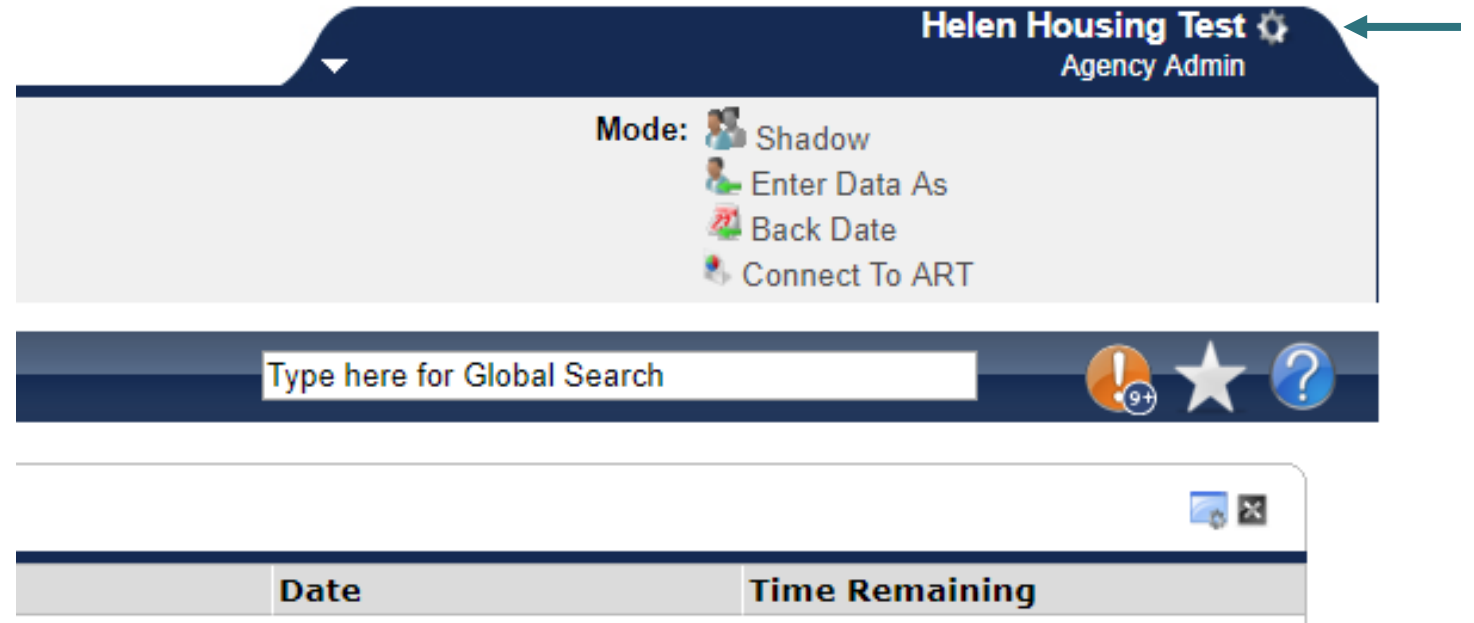 Helen Housing Test
Agency Admin
Mode: Shadow
Enter Data As
Back Date
Connect To ART
Type here for Global Search
9+
Date Time Remaining